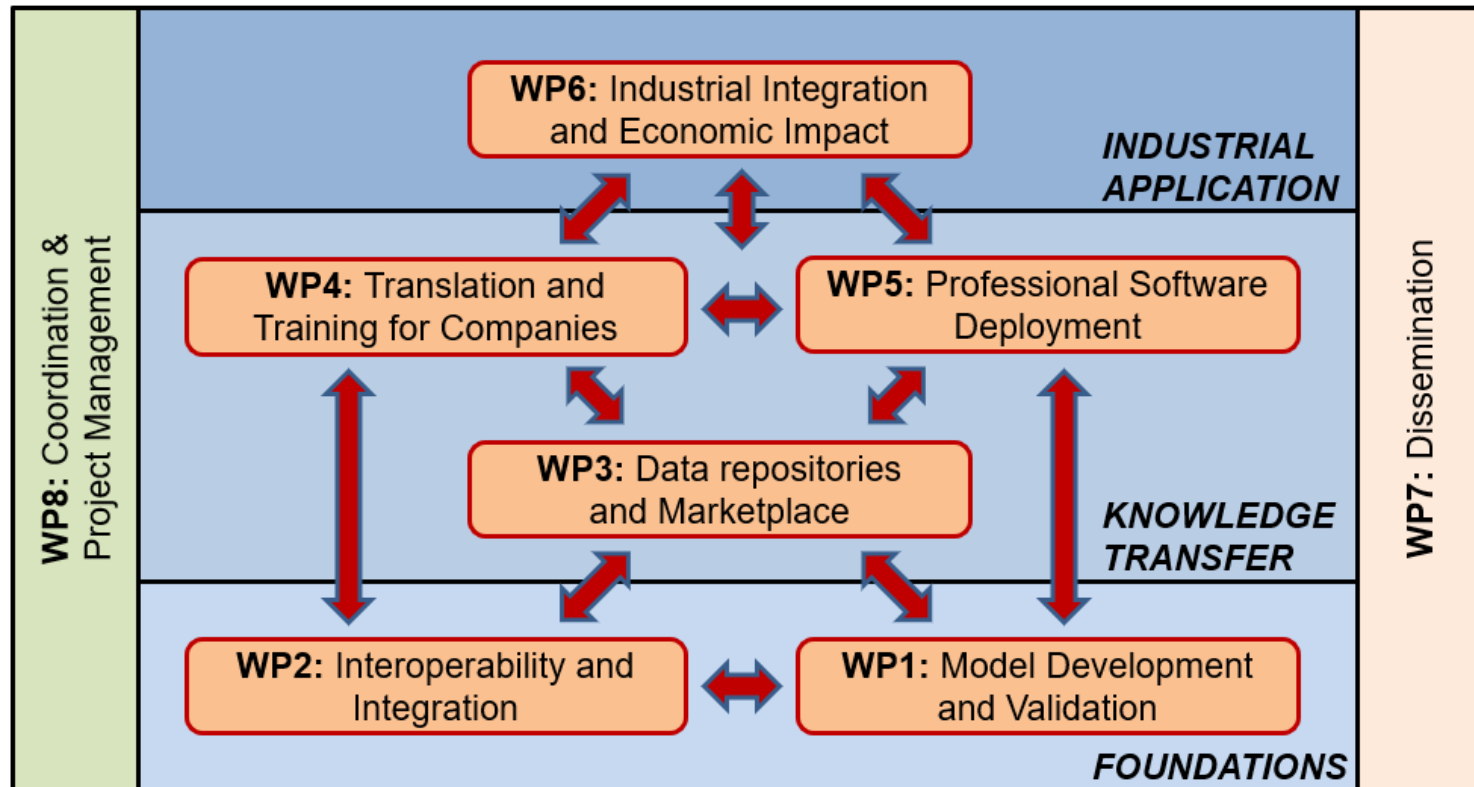 WP8: Coordination &
Project Management
WP6: Industrial Integration
and Economic Impact
INDUSTRIAL
APPLICATION
WP4: Translation and
Training for Companies
WP5: Professional Software
Deployment
WP3: Data repositories
and Marketplace
KNOWLEDGE
TRANSFER
WP2: Interoperability and
Integration
WP1: Model Development
and Validation
FOUNDATIONS
WP7: Dissemination